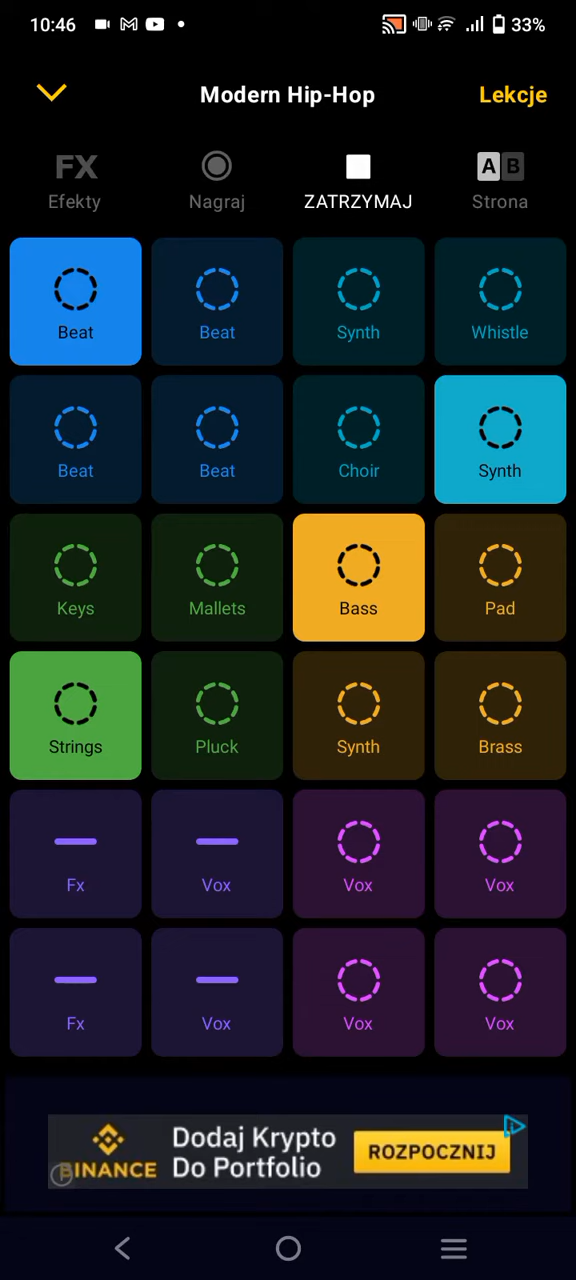 10:46
33%
Modern Hip-Hop
Lekcje
FX
A B
Efekty
Nagraj
ZATRZYMAJ
Strona
Beat
Beat
Synth
Whistle
Beat
Beat
Choir
Synth
Keys
Mallets
Bass
Pad
Strings
Pluck
Synth
Brass
Fx
Vox
Vox
Vox
Fx
Vox
Vox
Vox
BINANCE
Dodaj Krypto
Do Portfolio
ROZPOCZNIJ